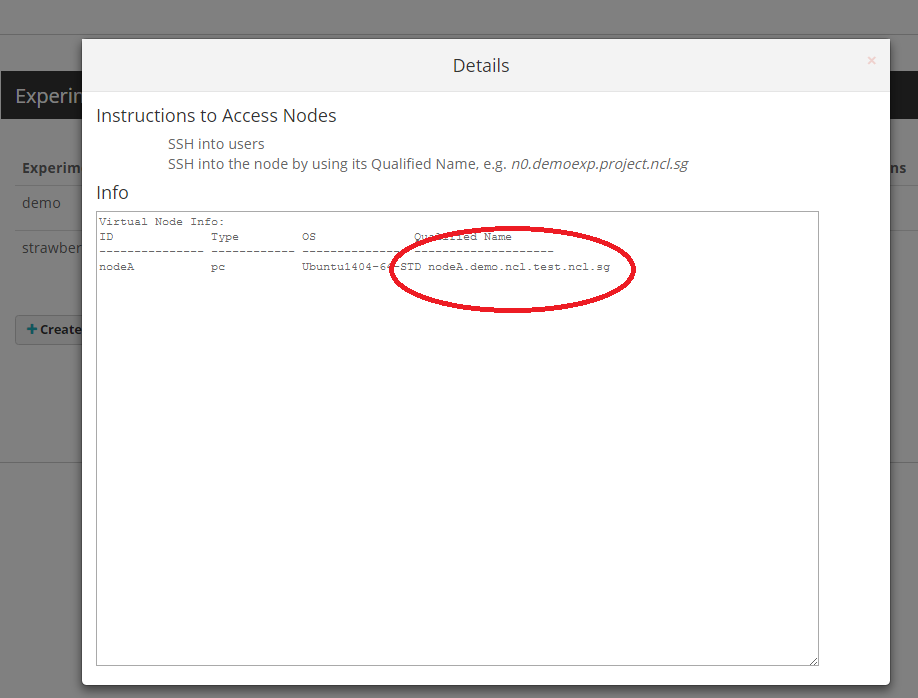 Details
×
Experin
Instructions to Access Nodes
SSH into users
SSH into the node by using its Qualified Name, e.g. n0.demoexp.project.ncl.sg
Experim
ns
Info
demo
Virtual Node Info:
ID Type OS Qualified Name
--------------- ------------ -------------- --------------------
nodeA pc Ubuntu1404-64-STD nodeA.demo.ncl.test.ncl.sg
strawber
+ Create